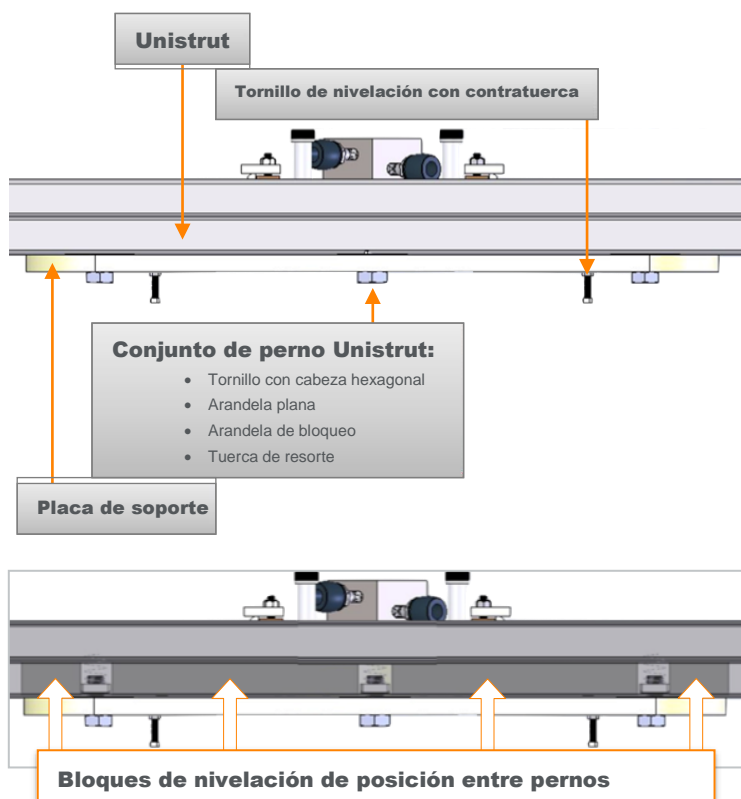 Unistrut
Tornillo de nivelación con contratuerca
Conjunto de perno Unistrut:
• Tornillo con cabeza hexagonal
• Arandela plana
• Arandela de bloqueo
• Tuerca de resorte
Placa de soporte
Bloques de nivelación de posición entre pernos